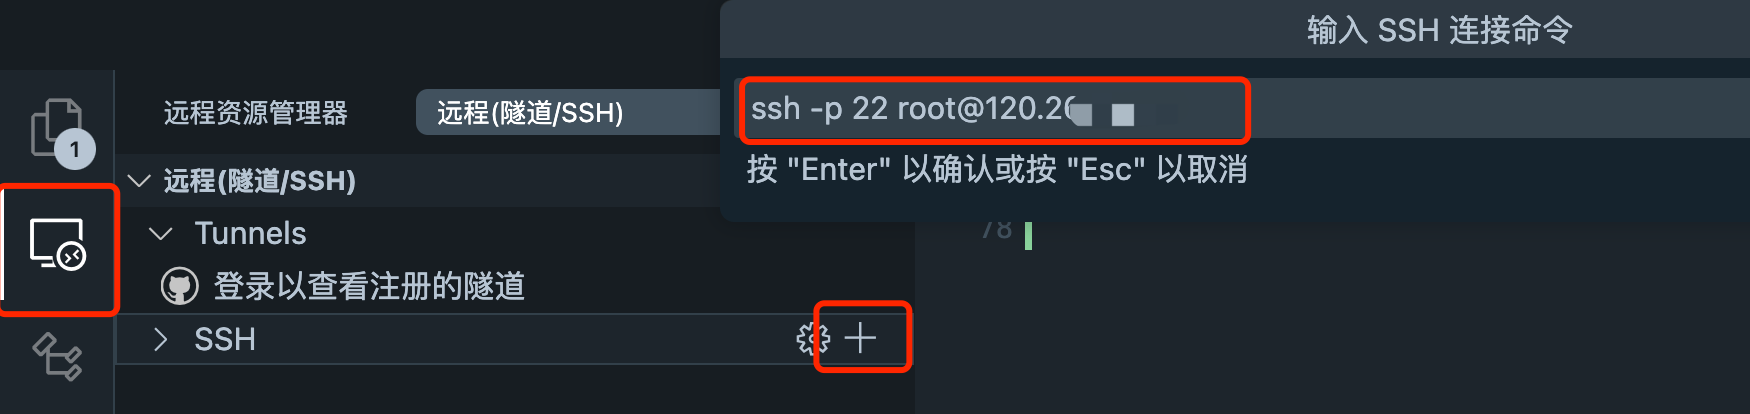 输入 SSH 连接命令
ssh -p 22 root@120.26
按 "Enter" 以确认或按 "Esc" 以取消
1
远程资源管理器
远程(隧道/SSH)
远程(隧道/SSH)
Tunnels
登录以查看注册的隧道
SSH
78